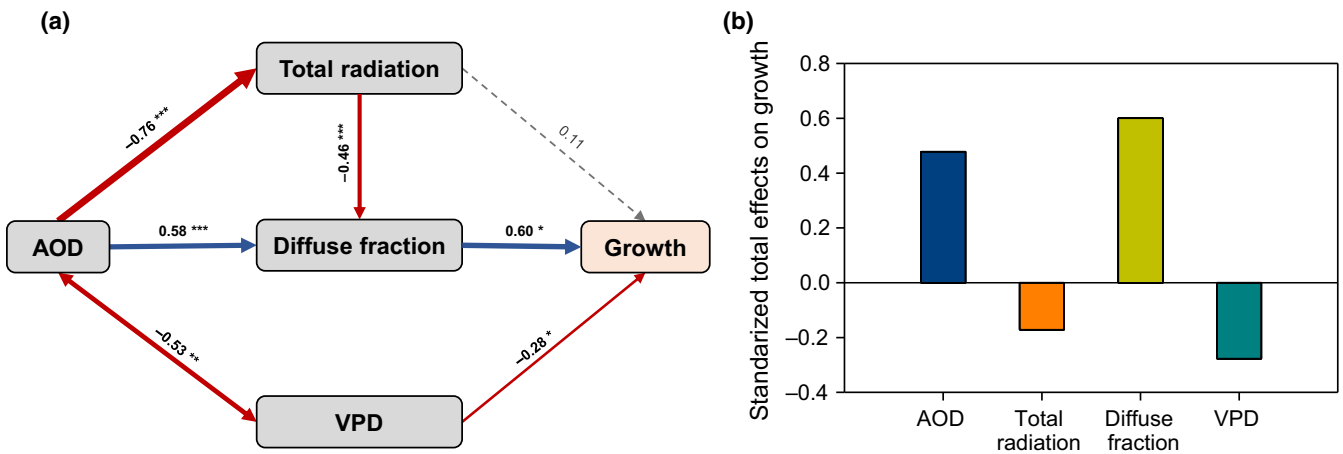 (a)
Total radiation
–0.76 ***
–0.46 ***
0.11
AOD
0.58 ***
Diffuse fraction
0.60 *
Growth
–0.53 **
–0.28 *
VPD
(b)
Standarized total effects on growth
0.8
0.6
0.4
0.2
0.0
–0.2
–0.4
AOD
Total
radiation
Diffuse
fraction
VPD